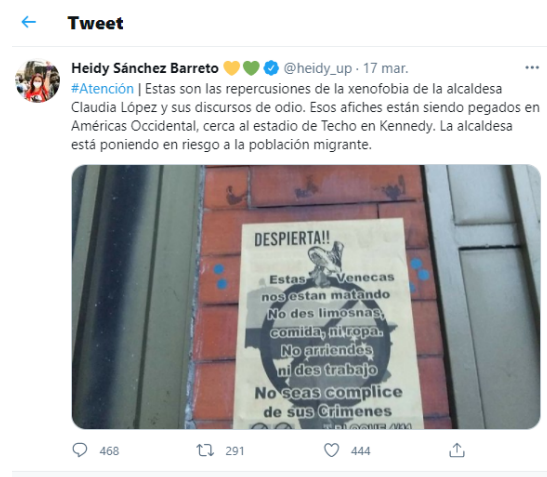 Tweet
Heidy Sánchez Barreto @heidy_up · 17 mar.
#Atención | Estas son las repercusiones de la xenofobia de la alcaldesa
Claudia López y sus discursos de odio. Esos afiches están siendo pegados en
Américas Occidental, cerca al estadio de Techo en Kennedy. La alcaldesa
está poniendo en riesgo a la población migrante.
DESPIERTA!!
Estas Venecas
nos estan matando
No des limosnas,
comida, ni ropa.
No arriendes
ni des trabajo
No seas complice
de sus Crimenes
468 291 444